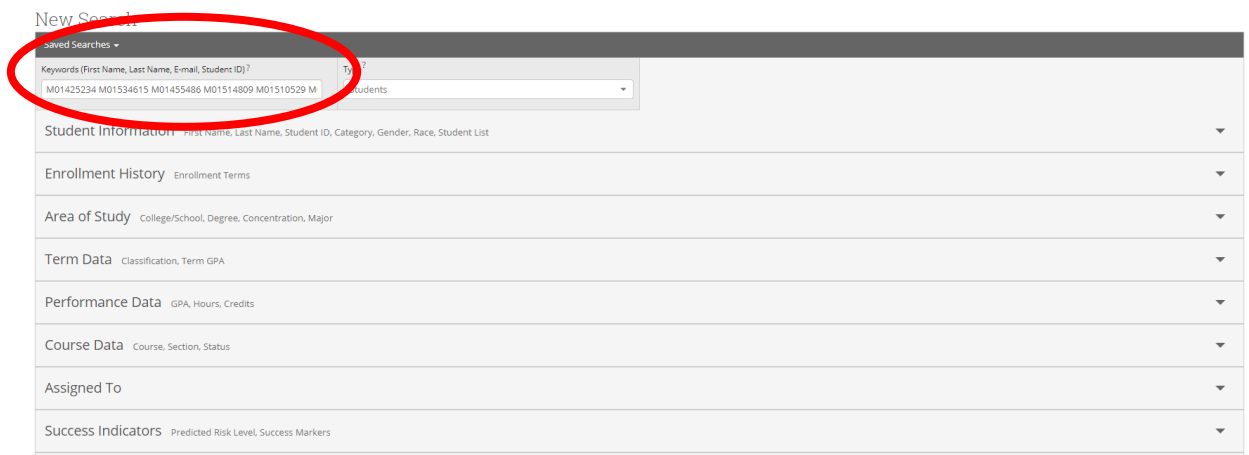 New Search
Saved Searches
Keywords (First Name, Last Name, E-mail, Student ID) ? Type ?
M01425234 M01534615 M01455486 M01514809 M01510529 M Students
Student Information First Name, Last Name, Student ID, Category, Gender, Race, Student List
Enrollment History Enrollment Terms
Area of Study College/School, Degree, Concentration, Major
Term Data Classification, Term GPA
Performance Data GPA, Hours, Credits
Course Data Course, Section, Status
Assigned To
Success Indicators Predicted Risk Level, Success Markers